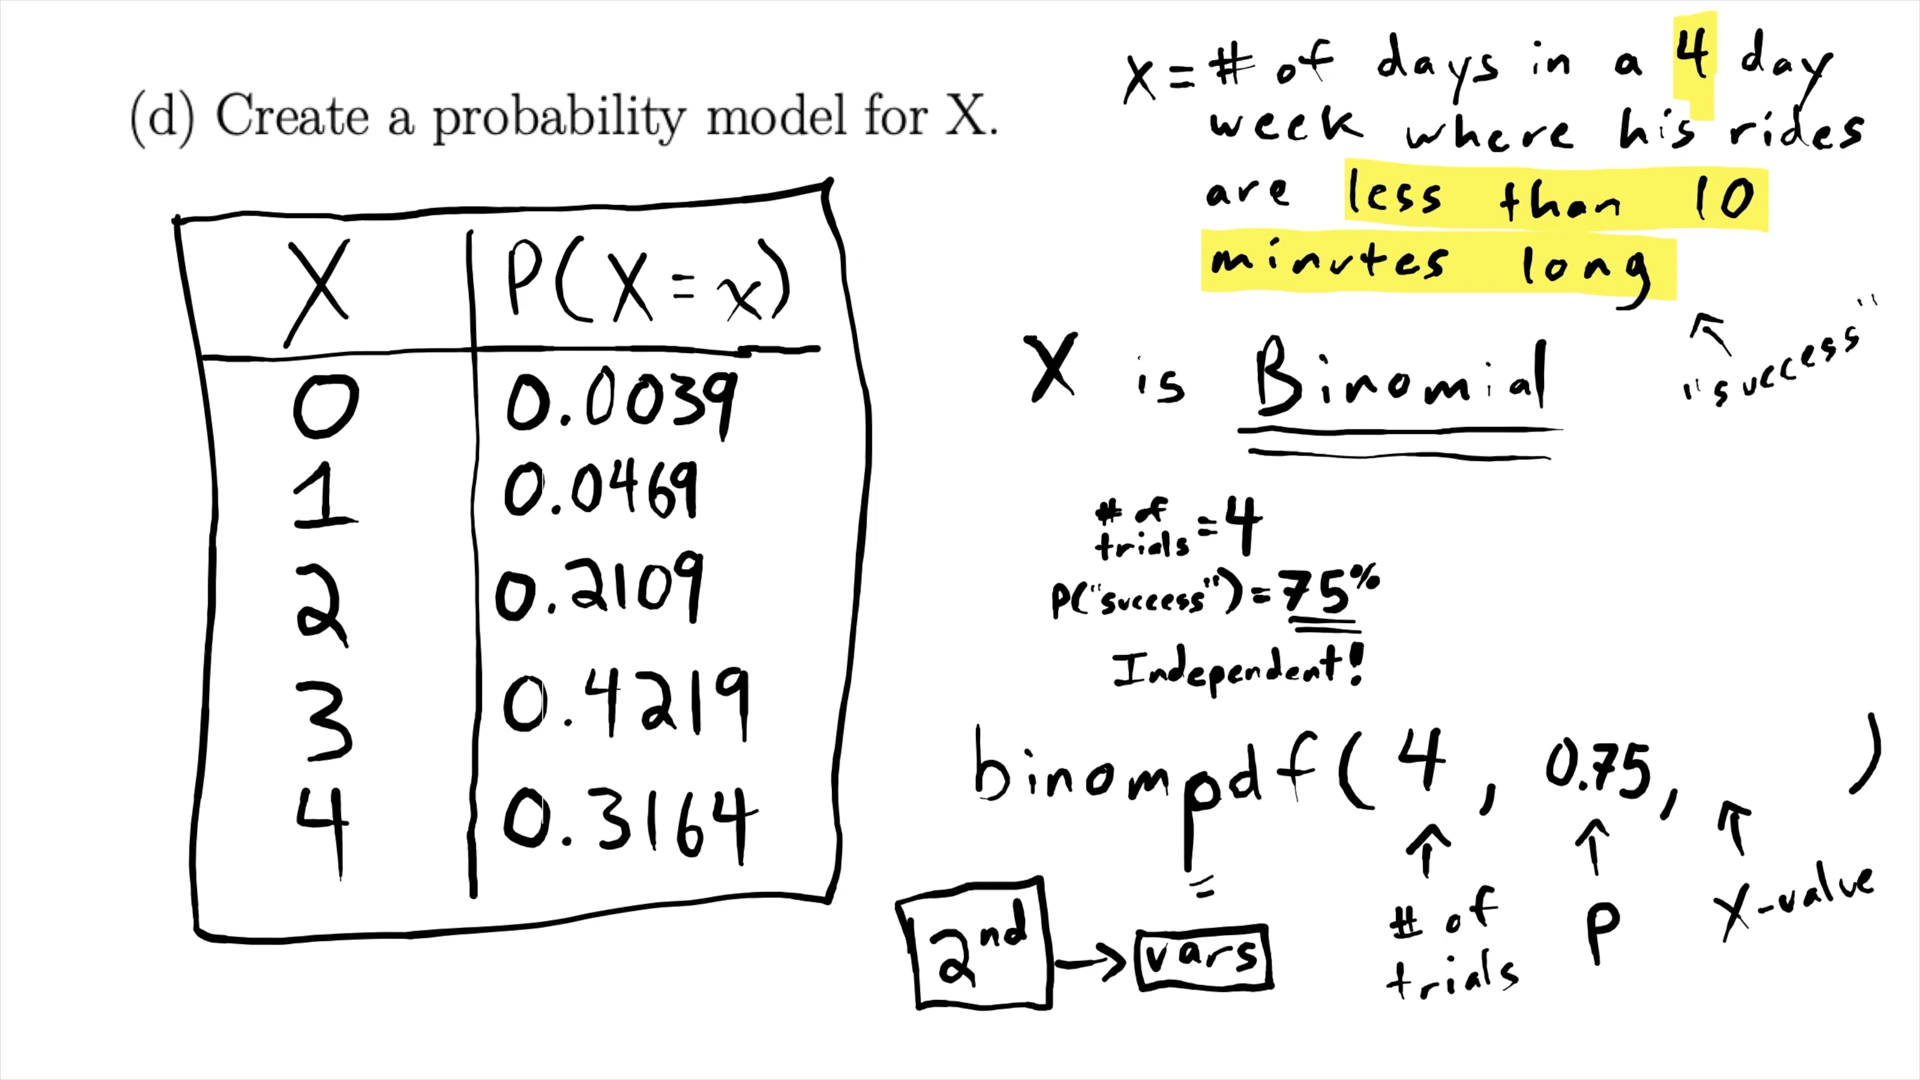 (d) Create a probability model for X.
X = # of days in a 4 day
week where his rides
are less than 10
minutes long
"success"
X is Binomial
# of
trials = 4
P("success") = 75%
Independent!
binompdf( 4 , 0.75, )
# of
trials
P
X-value
2nd → vars
X P(X = x)
0 0.0039
1 0.0469
2 0.2109
3 0.4219
4 0.3164